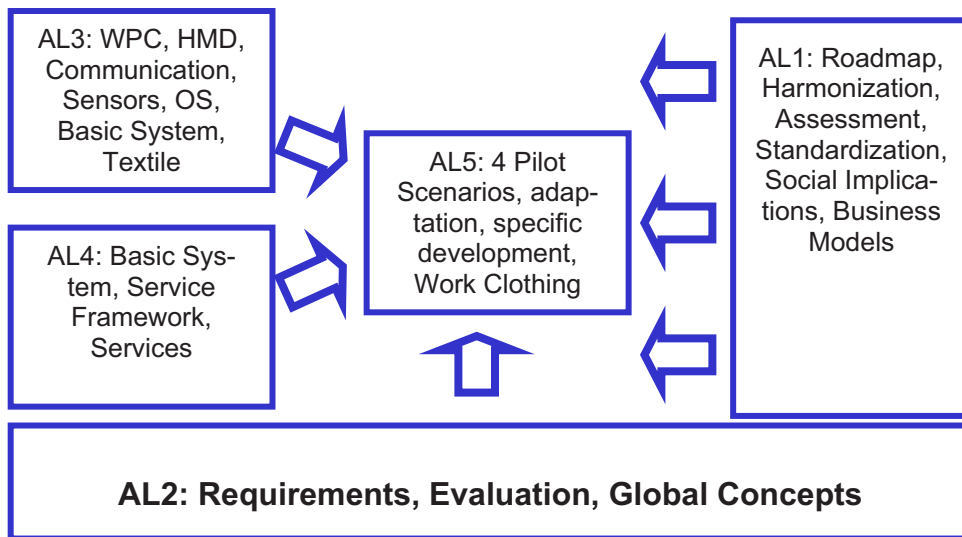 AL3: WPC, HMD,
Communication,
Sensors, OS,
Basic System,
Textile
AL4: Basic Sys-
tem, Service
Framework,
Services
AL5: 4 Pilot
Scenarios, adap-
tation, specific
development,
Work Clothing
AL1: Roadmap,
Harmonization,
Assessment,
Standardization,
Social Implica-
tions, Business
Models
AL2: Requirements, Evaluation, Global Concepts